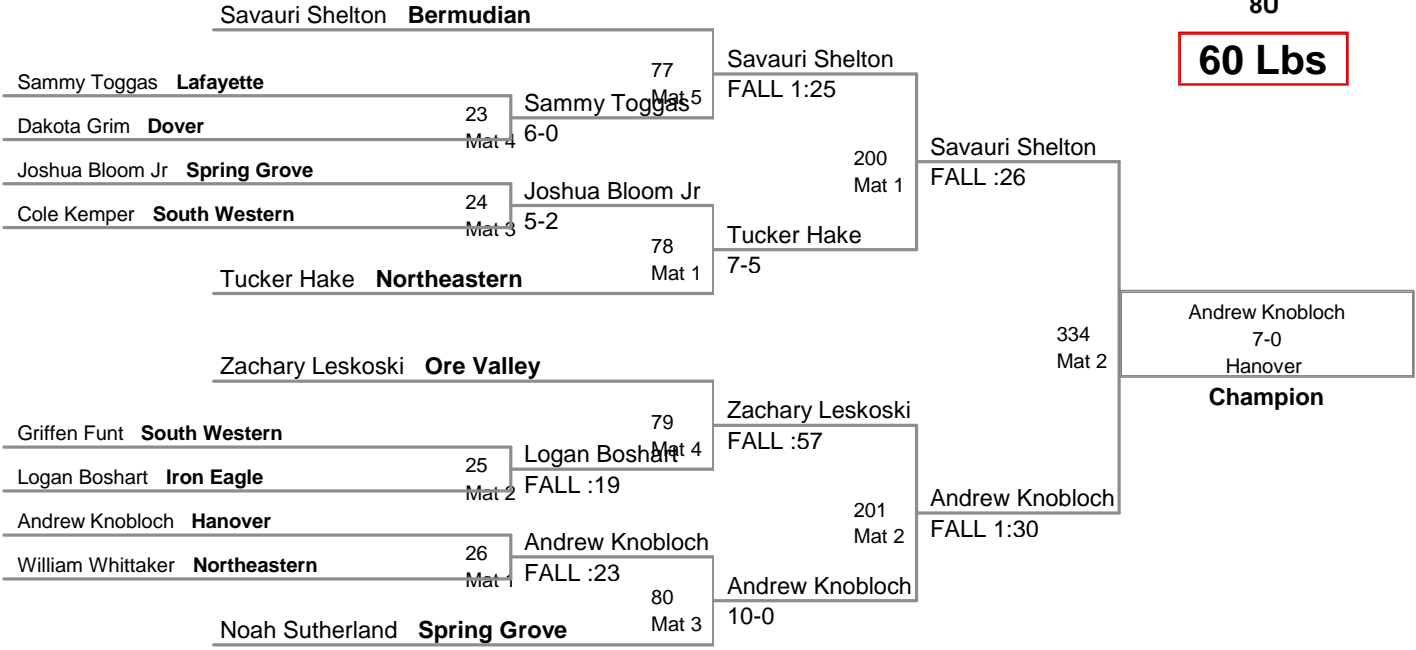 8U
60 Lbs
Savauri Shelton Bermudian
Sammy Toggas Lafayette
Dakota Grim Dover
23
Mat 4
Sammy Toggas
6-0
77
Mat 5
Savauri Shelton
FALL 1:25
Joshua Bloom Jr Spring Grove
Cole Kemper South Western
24
Mat 3
Joshua Bloom Jr
5-2
Tucker Hake Northeastern
78
Mat 1
Tucker Hake
7-5
200
Mat 1
Savauri Shelton
FALL :26
Zachary Leskoski Ore Valley
Griffen Funt South Western
Logan Boshart Iron Eagle
25
Mat 2
Logan Boshart
FALL :19
79
Mat 4
Zachary Leskoski
FALL :57
Andrew Knobloch Hanover
William Whittaker Northeastern
26
Mat 1
Andrew Knobloch
FALL :23
Noah Sutherland Spring Grove
80
Mat 3
Andrew Knobloch
10-0
201
Mat 2
Andrew Knobloch
FALL 1:30
334
Mat 2
Andrew Knobloch
7-0
Hanover
Champion